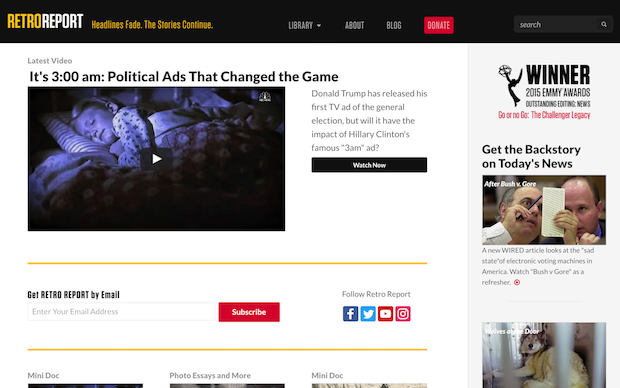 RETRO REPORT
Headlines Fade. The Stories Continue.
LIBRARY
ABOUT
BLOG
DONATE
search
Latest Video
It's 3:00 am: Political Ads That Changed the Game
Donald Trump has released his
first TV ad of the general
election, but will it have the
impact of Hillary Clinton's
famous "3am" ad?
Watch Now
WINNER
2015 EMMY AWARDS
OUTSTANDING EDITING: NEWS
Go or no Go: The Challenger Legacy
Get the Backstory
on Today's News
After Bush v. Gore
A new WIRED article looks at the "sad
state"of electronic voting machines in
America. Watch "Bush v Gore" as a
refresher.
Get RETRO REPORT by Email
Enter Your Email Address
Subscribe
Follow Retro Report
at the Door
Mini Doc
Photo Essays and More
Mini Doc